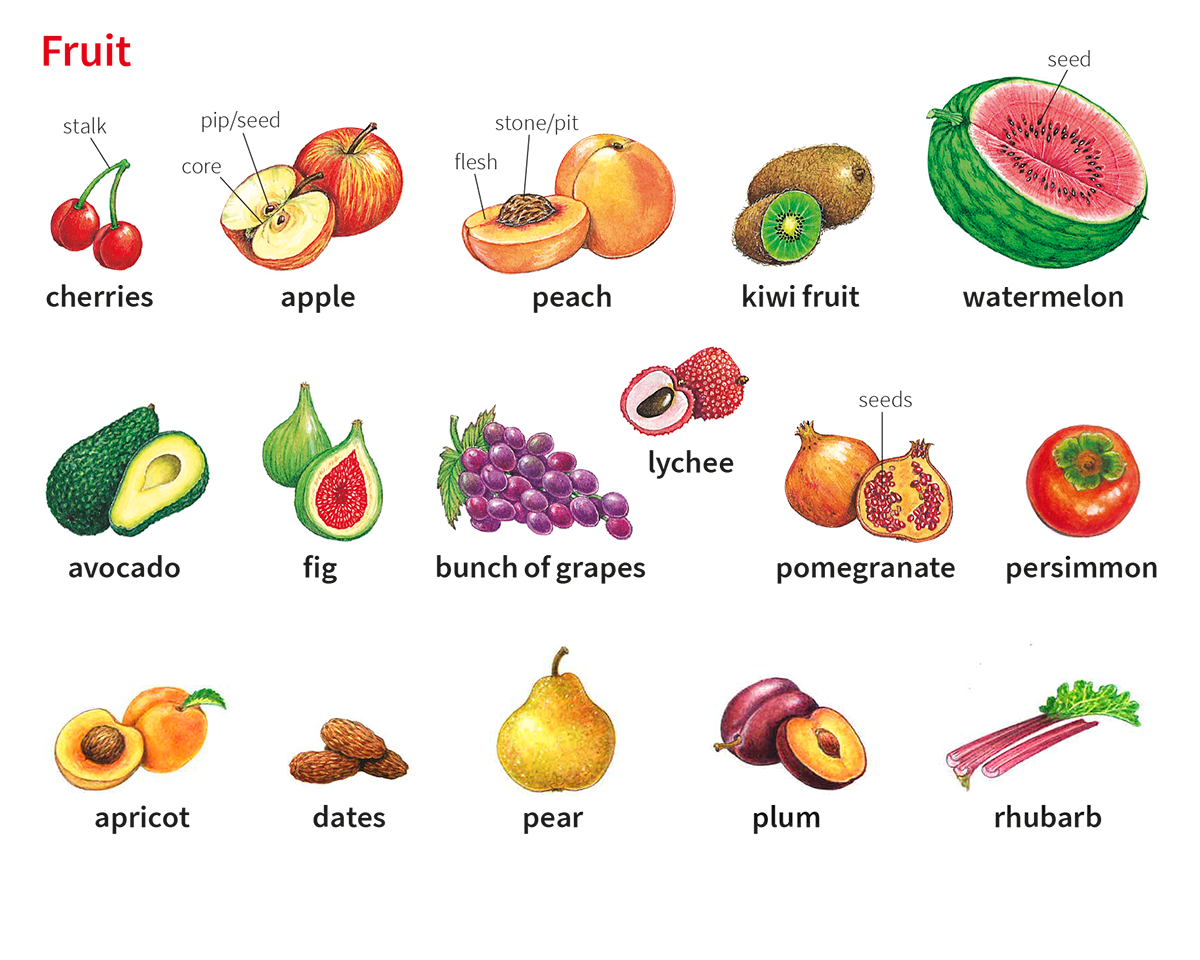 Fruit
seed
stalk
pip/seed
stone/pit
core
flesh
cherries
apple
peach
kiwi fruit
watermelon
seeds
lychee
avocado
fig
bunch of grapes
pomegranate
persimmon
apricot
dates
pear
plum
rhubarb